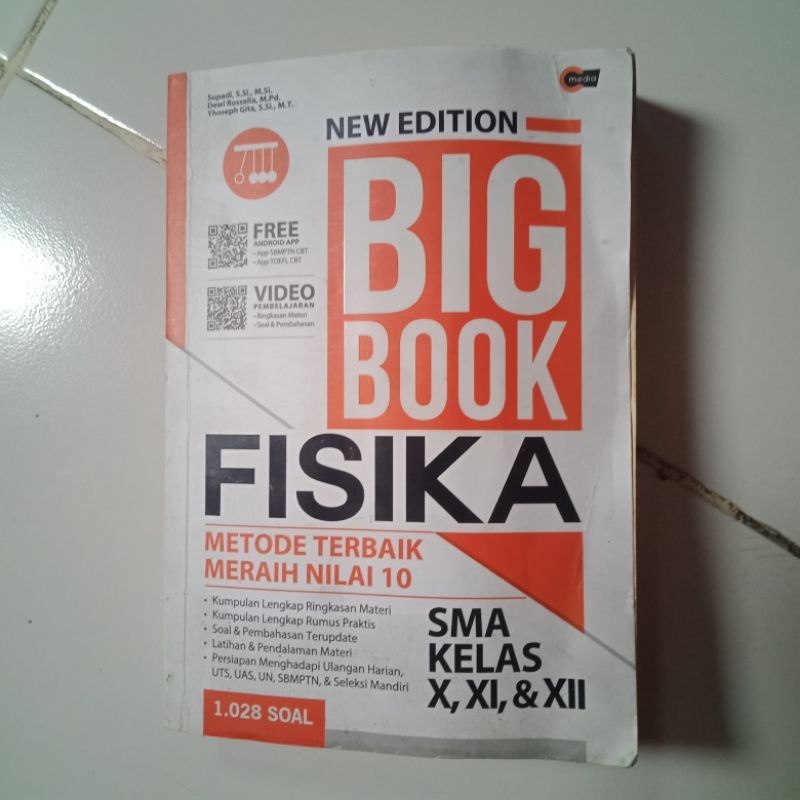 Supadi, S.Si., M.Si.
Dewi Rossalia, M.Pd.
Yhoseph Gita, S.Si., M.T.
media
NEW EDITION
BIG
BOOK
FREE
ANDROID APP
• App SBMPTN CBT
• App TOEFL CBT
VIDEO
PEMBELAJARAN
• Ringkasan Materi
• Soal & Pembahasan
FISIKA
METODE TERBAIK
MERAIH NILAI 10
• Kumpulan Lengkap Ringkasan Materi
• Kumpulan Lengkap Rumus Praktis
• Soal & Pembahasan Terupdate
• Latihan & Pendalaman Materi
• Persiapan Menghadapi Ulangan Harian,
UTS, UAS, UN, SBMPTN, & Seleksi Mandiri
SMA
KELAS
X, XI, & XII
1.028 SOAL